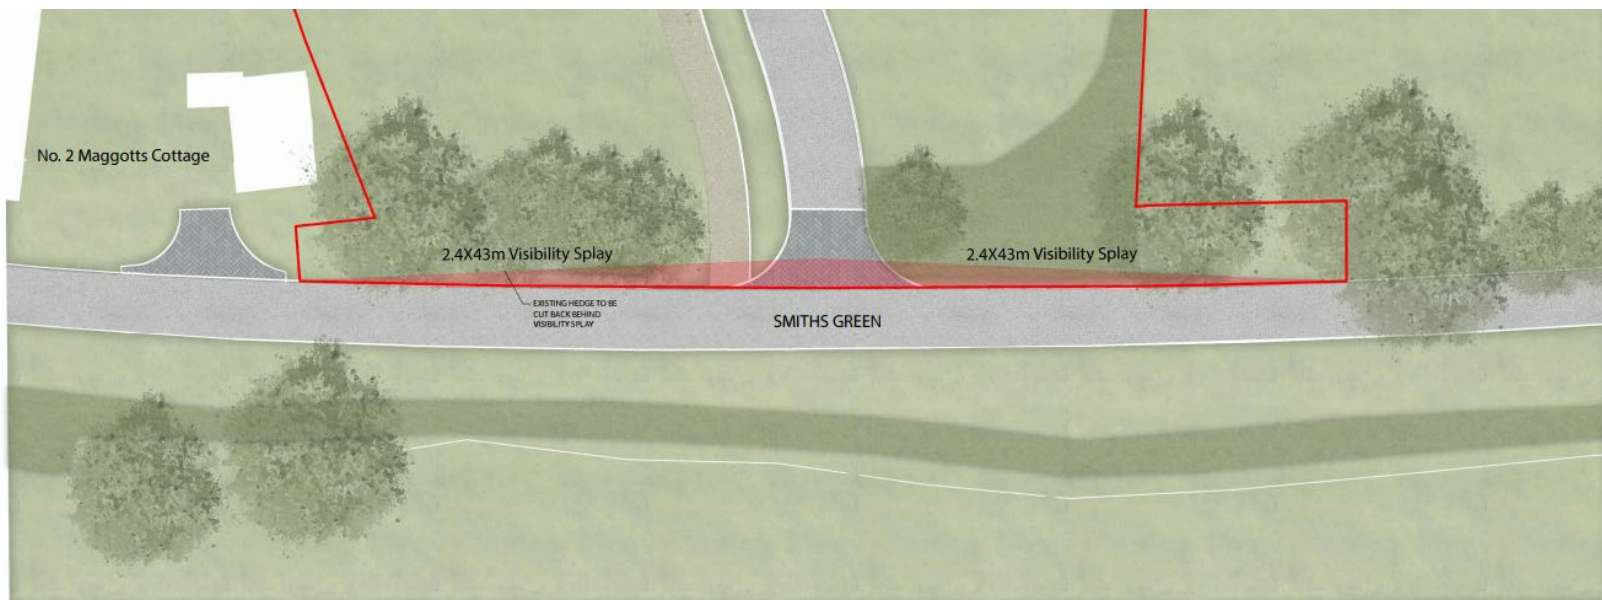 No. 2 Maggotts Cottage
2.4X43m Visibility Splay
2.4X43m Visibility Splay
EXISTING HEDGE TO BE
CUT BACK BEHIND
VISIBILITY SPLAY
SMITHS GREEN